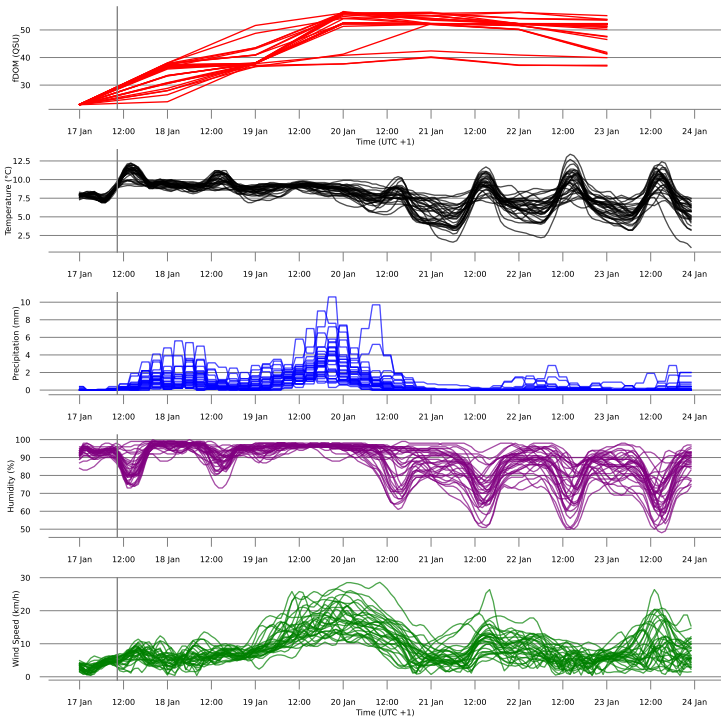 fDOM (QSU)
50
40
30
17 Jan 12:00 18 Jan 12:00 19 Jan 12:00 20 Jan 12:00 21 Jan 12:00 22 Jan 12:00 23 Jan 12:00 24 Jan
Time (UTC +1)
Temperature (°C)
12.5
10.0
7.5
5.0
2.5
17 Jan 12:00 18 Jan 12:00 19 Jan 12:00 20 Jan 12:00 21 Jan 12:00 22 Jan 12:00 23 Jan 12:00 24 Jan
Precipitation (mm)
10
8
6
4
2
0
17 Jan 12:00 18 Jan 12:00 19 Jan 12:00 20 Jan 12:00 21 Jan 12:00 22 Jan 12:00 23 Jan 12:00 24 Jan
Humidity (%)
100
90
80
70
60
50
17 Jan 12:00 18 Jan 12:00 19 Jan 12:00 20 Jan 12:00 21 Jan 12:00 22 Jan 12:00 23 Jan 12:00 24 Jan
Wind Speed (km/h)
30
20
10
0
17 Jan 12:00 18 Jan 12:00 19 Jan 12:00 20 Jan 12:00 21 Jan 12:00 22 Jan 12:00 23 Jan 12:00 24 Jan
Time (UTC +1)